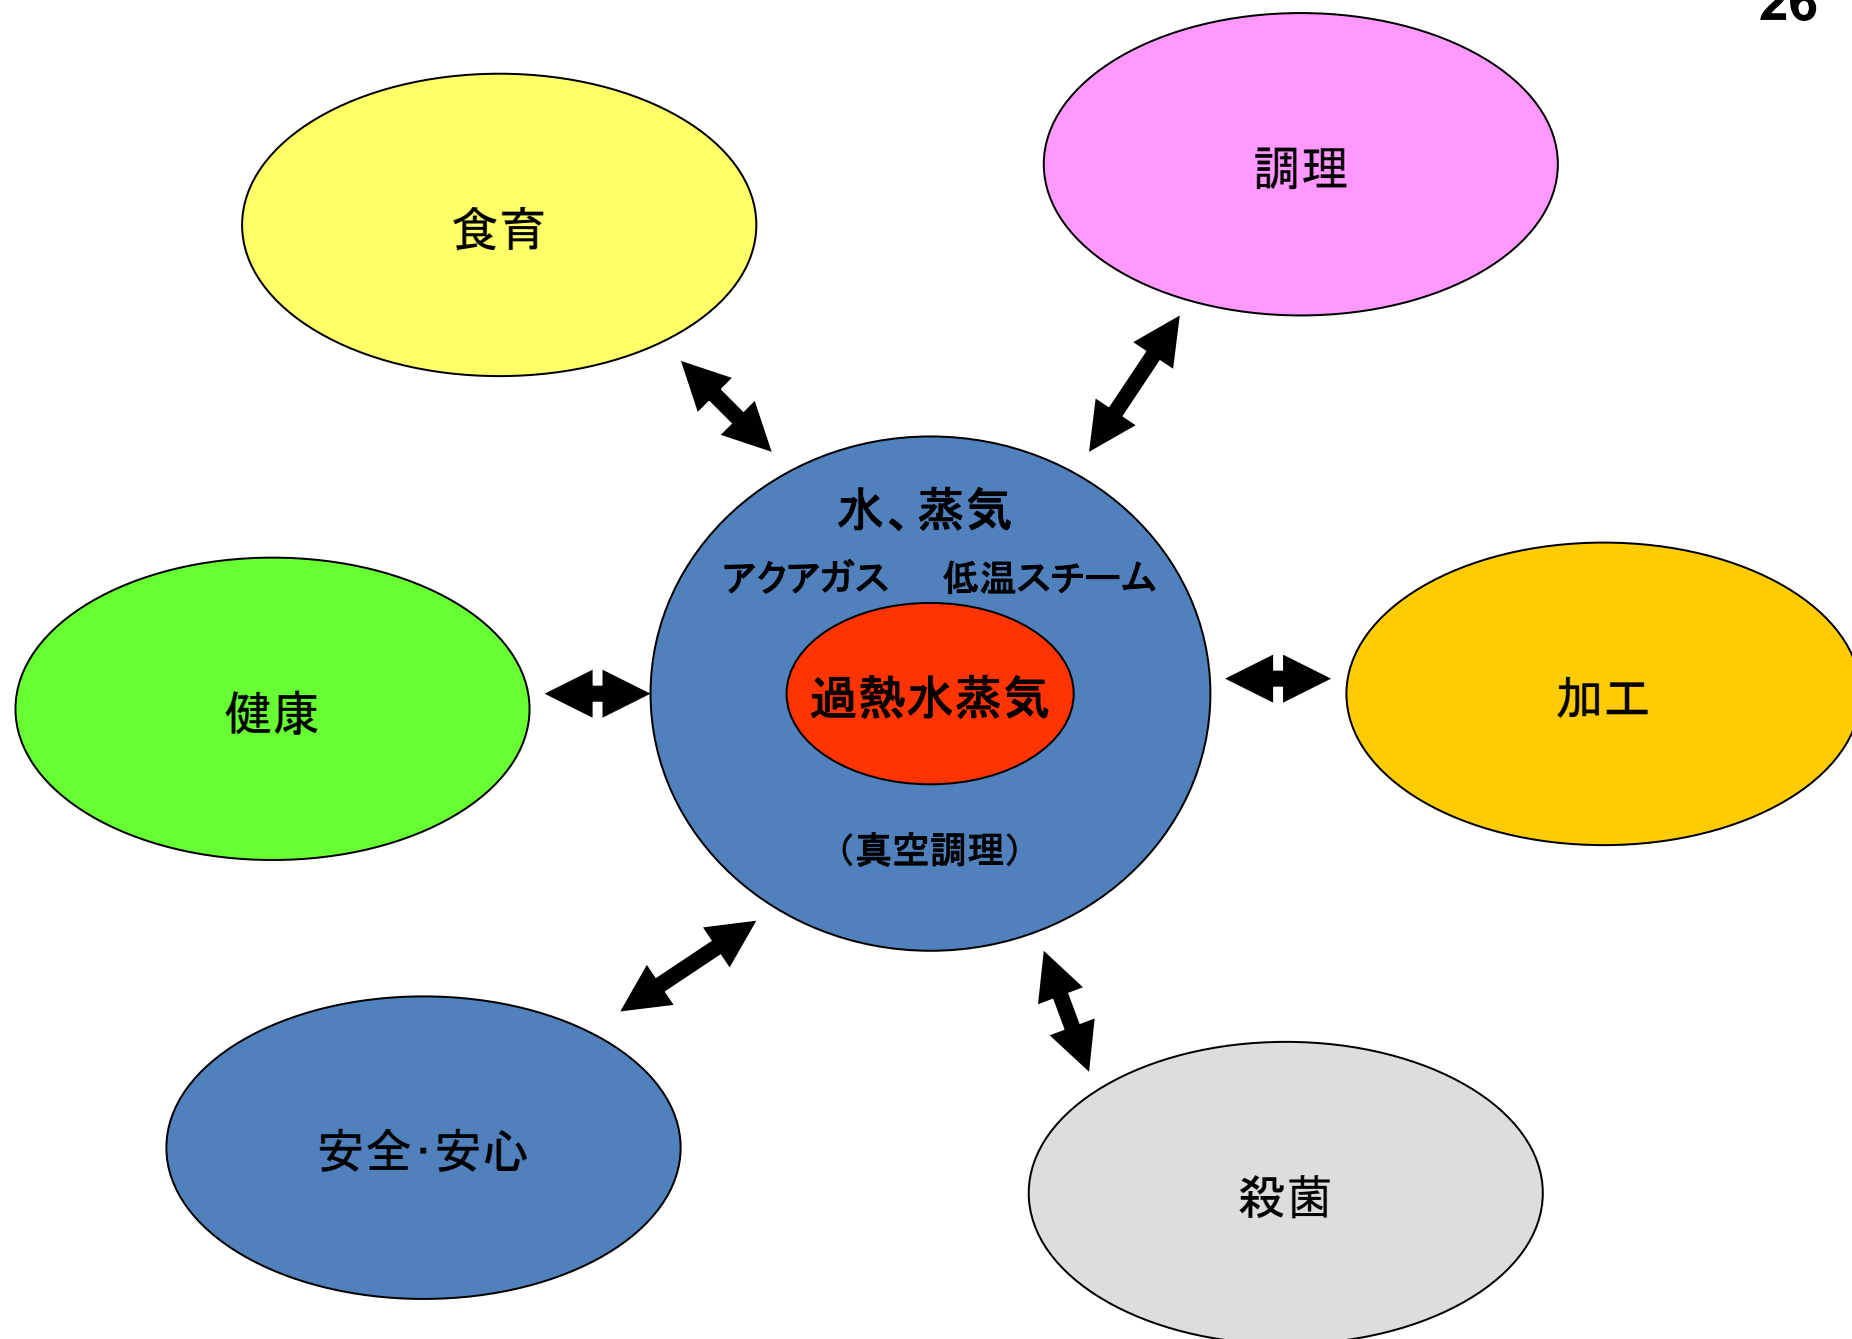 26
調理
食育
水、蒸気
アクアガス　低温スチーム
過熱水蒸気
加工
健康
（真空調理）
安全・安心
殺菌